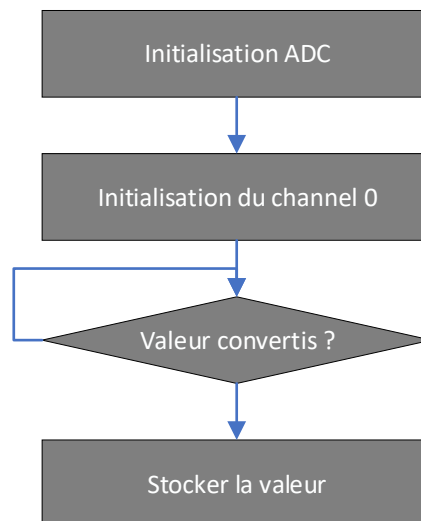 Initialisation ADC
Initialisation du channel 0
Valeur convertis ?
Stocker la valeur